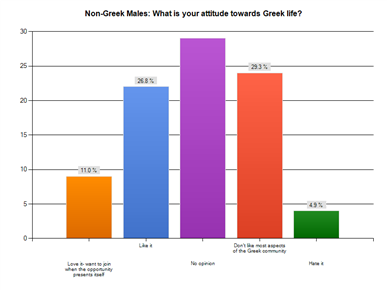 Non-Greek Males: What is your attitude towards Greek life?
30
25
20
15
10
5
0
11.0 %
26.8 %
29.3 %
4.9 %
Love it- want to join
when the opportunity
presents itself
Like it
No opinion
Don't like most aspects
of the Greek community
Hate it